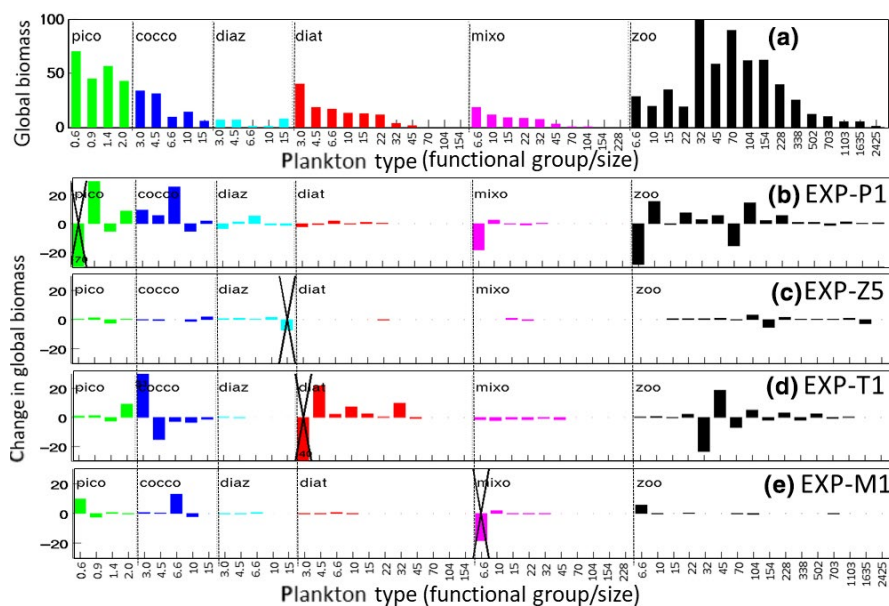 Global biomass
100
50
0
pico cocco diaz diat mixo zoo (a)
0.6 0.9 1.4 2.0 3.0 4.5 6.6 10 15 3.0 4.5 6.6 10 15 3.0 4.5 6.6 10 15 22 32 45 70 104 154 6.6 10 15 22 32 45 70 104 154 228 6.6 10 15 22 32 45 70 104 154 228 338 502 703 1103 1635 2425
Plankton type (functional group/size)
Change in global biomass
pico cocco diaz diat mixo zoo (b) EXP-P1
20
0
-20
70
pico cocco diaz diat mixo zoo (c) EXP-Z5
20
0
-20
pico cocco diaz diat mixo zoo (d) EXP-T1
20
0
-20
pico cocco diaz diat mixo zoo (e) EXP-M1
20
0
-20
0.6 0.9 1.4 2.0 3.0 4.5 6.6 10 15 3.0 4.5 6.6 10 15 3.0 4.5 6.6 10 15 22 32 45 70 104 154 6.6 10 15 22 32 45 70 104 154 228 6.6 10 15 22 32 45 70 104 154 228 338 502 703 1103 1635 2425
Plankton type (functional group/size)